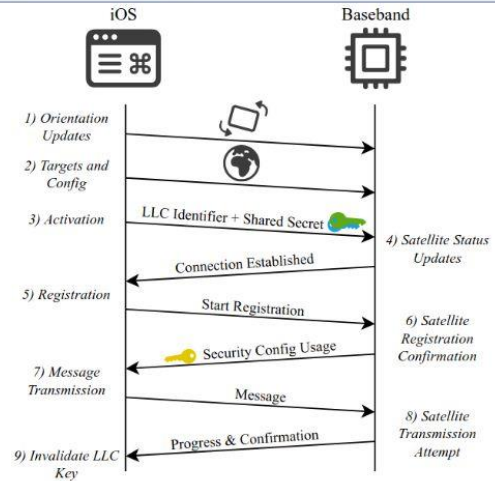 iOS
Baseband
1) Orientation
Updates
2) Targets and
Config
3) Activation
LLC Identifier + Shared Secret
4) Satellite Status
Updates
Connection Established
5) Registration
Start Registration
6) Satellite
Registration
Confirmation
Security Config Usage
7) Message
Transmission
Message
8) Satellite
Transmission
Attempt
Progress & Confirmation
9) Invalidate LLC
Key